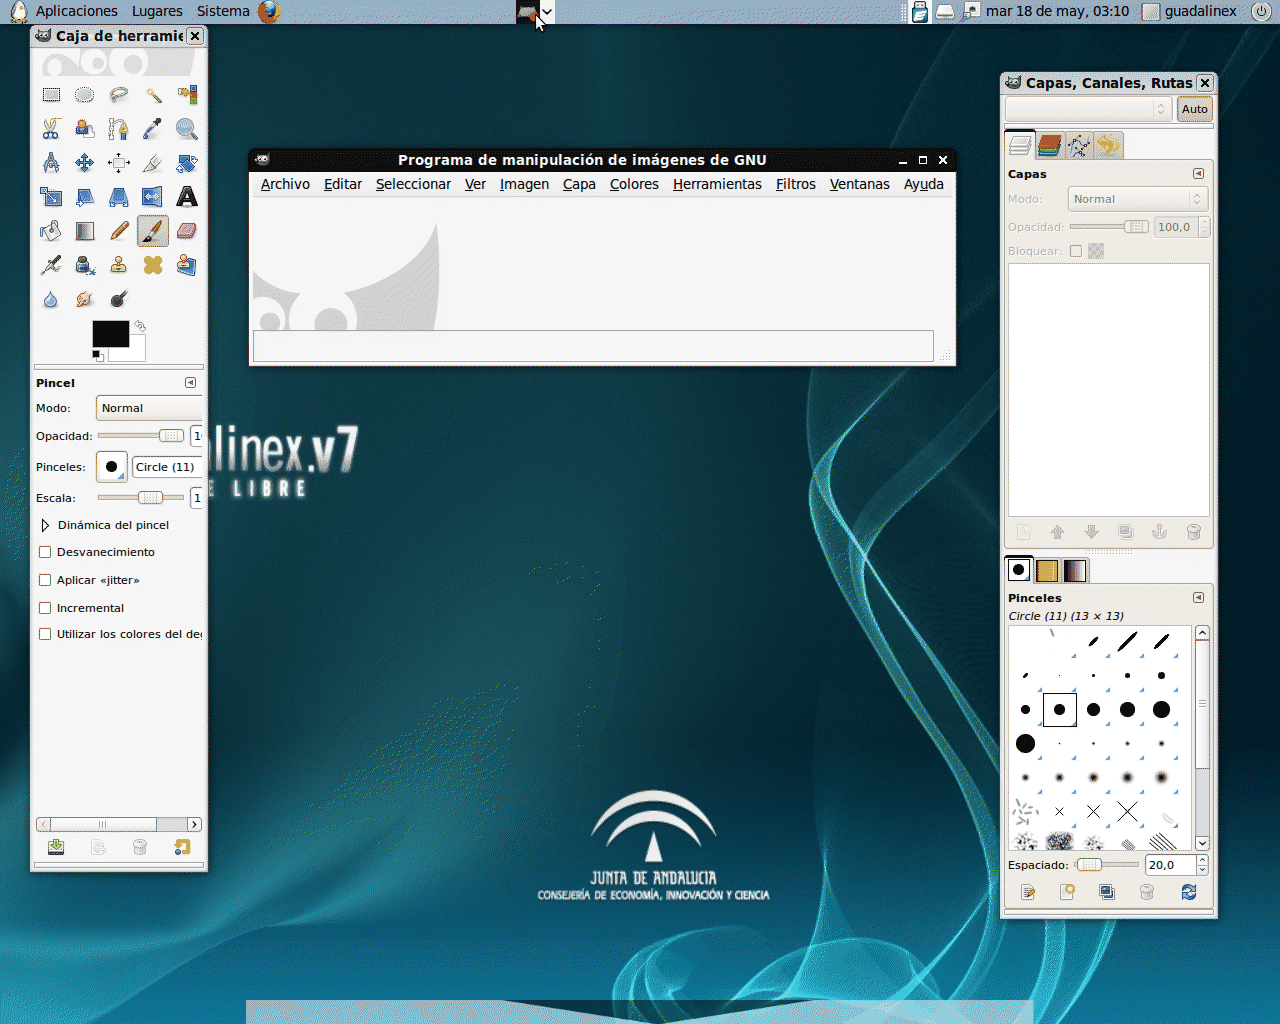 Aplicaciones Lugares Sistema
mar 18 de may, 03:10 guadalinex
Caja de herramie
Pincel
Modo: Normal
Opacidad:
Pinceles: Circle (11)
Escala: 1
Dinámica del pincel
Desvanecimiento
Aplicar «jitter»
Incremental
Utilizar los colores del de
Programa de manipulación de imágenes de GNU
Archivo Editar Seleccionar Ver Imagen Capa Colores Herramientas Filtros Ventanas Ayuda
alinex.v7
E LIBRE
JUNTA DE ANDALUCIA
CONSEJERÍA DE ECONOMÍA, INNOVACIÓN Y CIENCIA
Capas, Canales, Rutas
Auto
Capas
Modo: Normal
Opacidad: 100,0
Bloquear:
Pinceles
Circle (11) (13 × 13)
Espaciado: 20,0